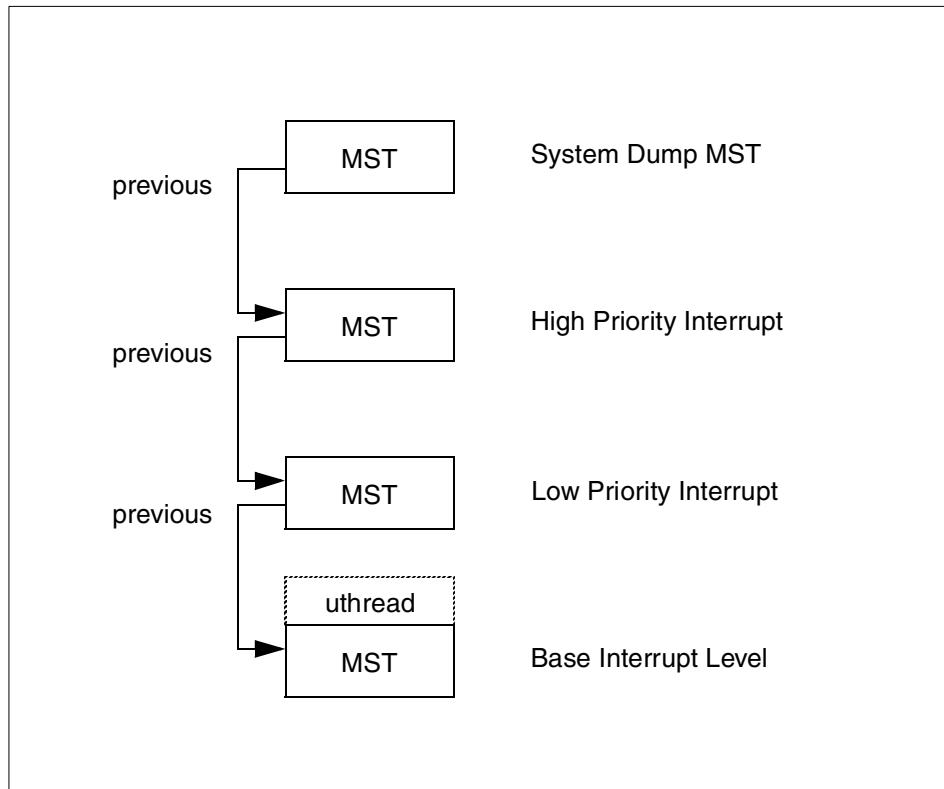 MST System Dump MST
previous
MST High Priority Interrupt
previous
MST Low Priority Interrupt
previous
uthread
MST Base Interrupt Level